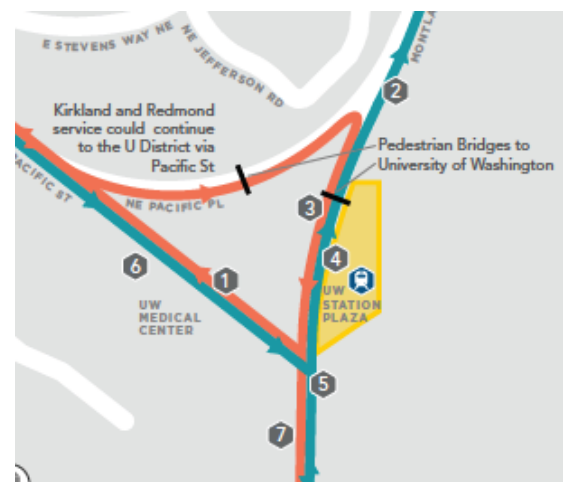 E STEVENS WAY NE
NE JEFFERSON RD
MONTLA
2
Kirkland and Redmond
service could continue
to the U District via
Pacific St
Pedestrian Bridges to
University of Washington
PACIFIC ST
NE PACIFIC PL
3
4
6
1
UW
STATION
PLAZA
UW
MEDICAL
CENTER
5
7